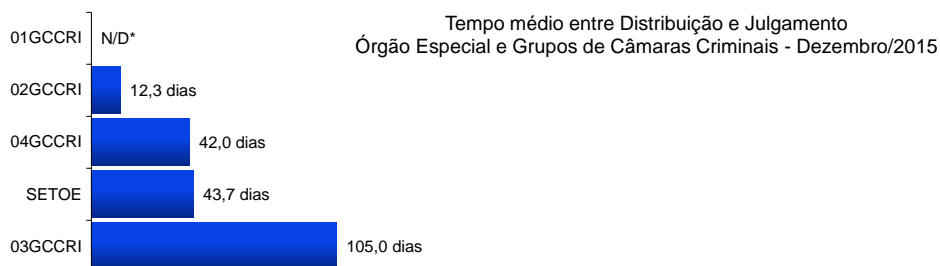 Tempo médio entre Distribuição e Julgamento
Órgão Especial e Grupos de Câmaras Criminais - Dezembro/2015
01GCCRI N/D*
02GCCRI 12,3 dias
04GCCRI 42,0 dias
SETOE 43,7 dias
03GCCRI 105,0 dias